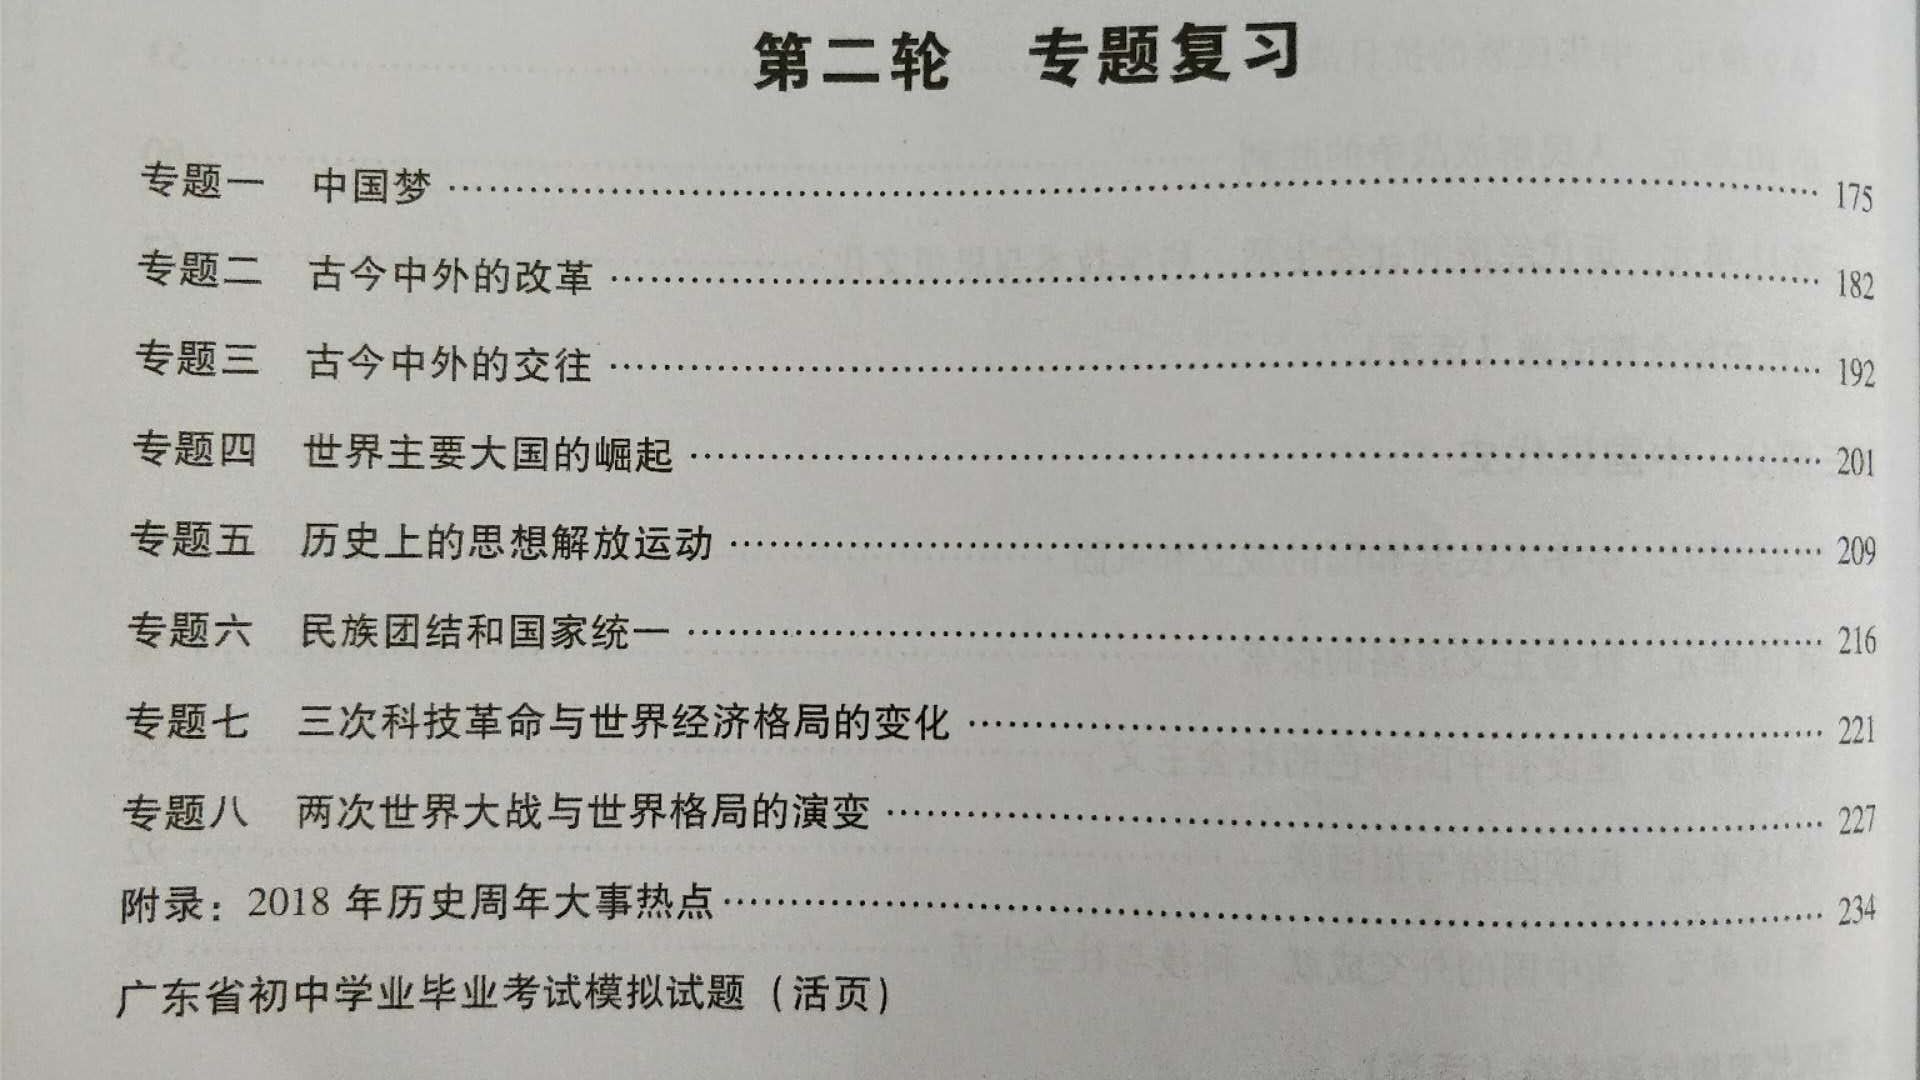 第二轮 专题复习
专题一 中国梦 …… 175
专题二 古今中外的改革 …… 182
专题三 古今中外的交往 …… 192
专题四 世界主要大国的崛起 …… 201
专题五 历史上的思想解放运动 …… 209
专题六 民族团结和国家统一 …… 216
专题七 三次科技革命与世界经济格局的变化 …… 221
专题八 两次世界大战与世界格局的演变 …… 227
附录：2018 年历史周年大事热点 …… 234
广东省初中学业毕业考试模拟试题（活页）